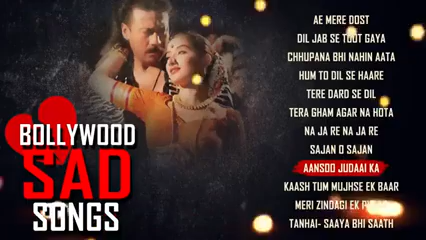 AE MERE DOST
DIL JAB SE TOOT GAYA
CHHUPANA BHI NAHIN AATA
HUM TO DIL SE HAARE
TERE DARD SE DIL
TERA GHAM AGAR NA HOTA
NA JA RE NA JA RE
SAJAN O SAJAN
AANSOO JUDAAI KA
KAASH TUM MUJHSE EK BAAR
MERI ZINDAGI EK
TANHAI- SAAYA BHI SAATH
BOLLYWOOD
SAD
SONGS